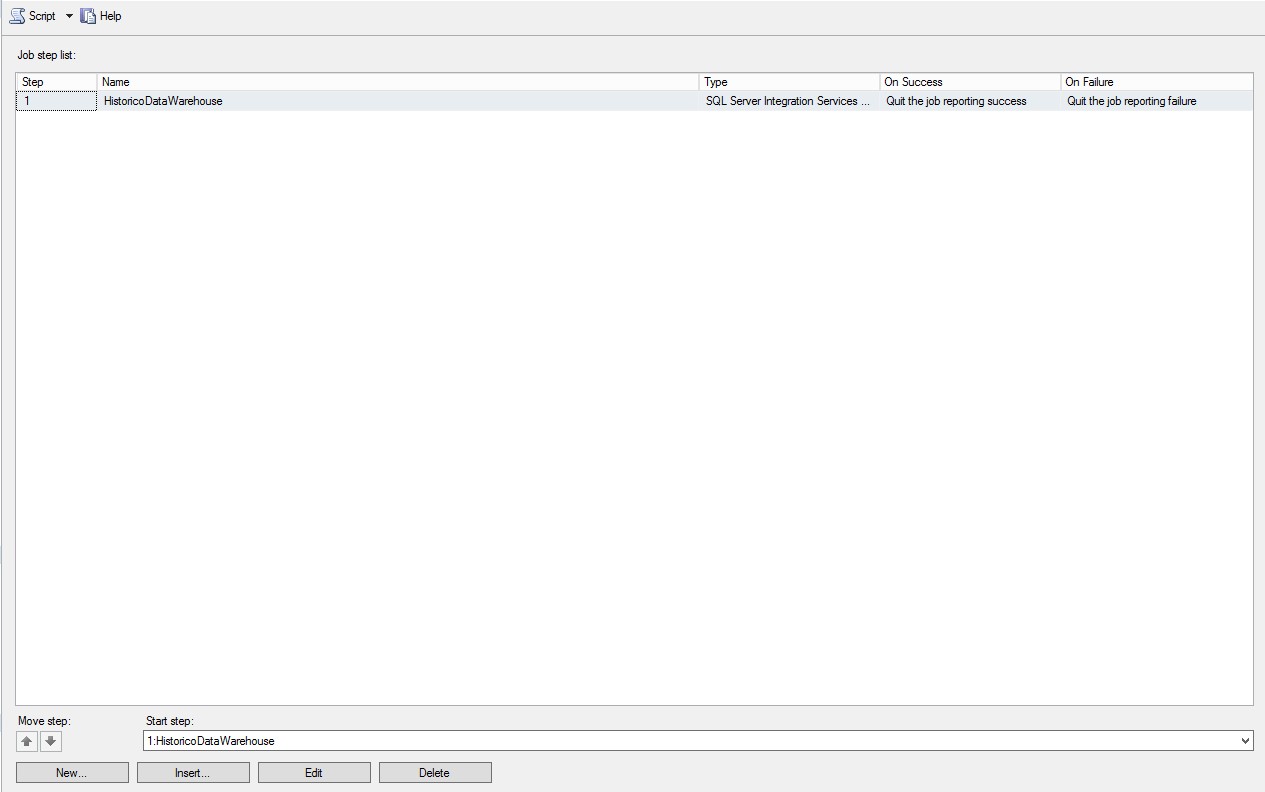 Script Help
Job step list:
Step Name Type On Success On Failure
1 HistoricoDataWarehouse SQL Server Integration Services ... Quit the job reporting success Quit the job reporting failure
Move step: Start step:
1:HistoricoDataWarehouse
New... Insert... Edit Delete